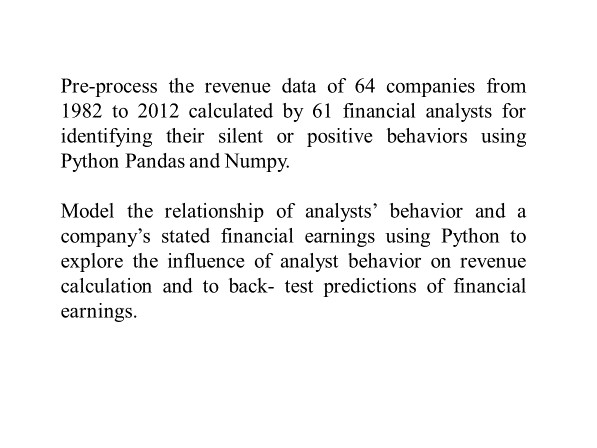 Pre-process the revenue data of 64 companies from
1982 to 2012 calculated by 61 financial analysts for
identifying their silent or positive behaviors using
Python Pandas and Numpy.
Model the relationship of analysts’ behavior and a
company’s stated financial earnings using Python to
explore the influence of analyst behavior on revenue
calculation and to back- test predictions of financial
earnings.